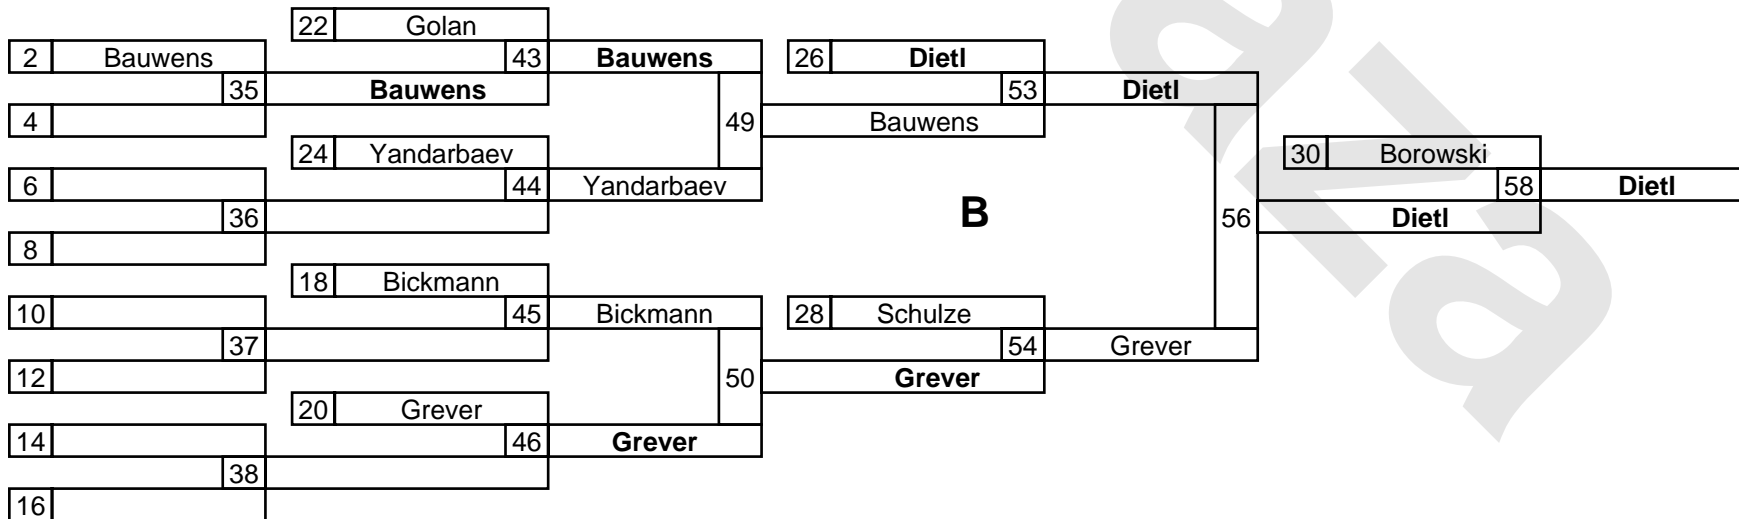 22 Golan
2 Bauwens 43 Bauwens 26 Dietl
35 Bauwens 53 Dietl
4 49 Bauwens
24 Yandarbaev 30 Borowski
6 44 Yandarbaev 58 Dietl
36 B 56 Dietl
8
18 Bickmann
10 45 Bickmann 28 Schulze
37 54 Grever
12 50 Grever
20 Grever
14 46 Grever
38
16